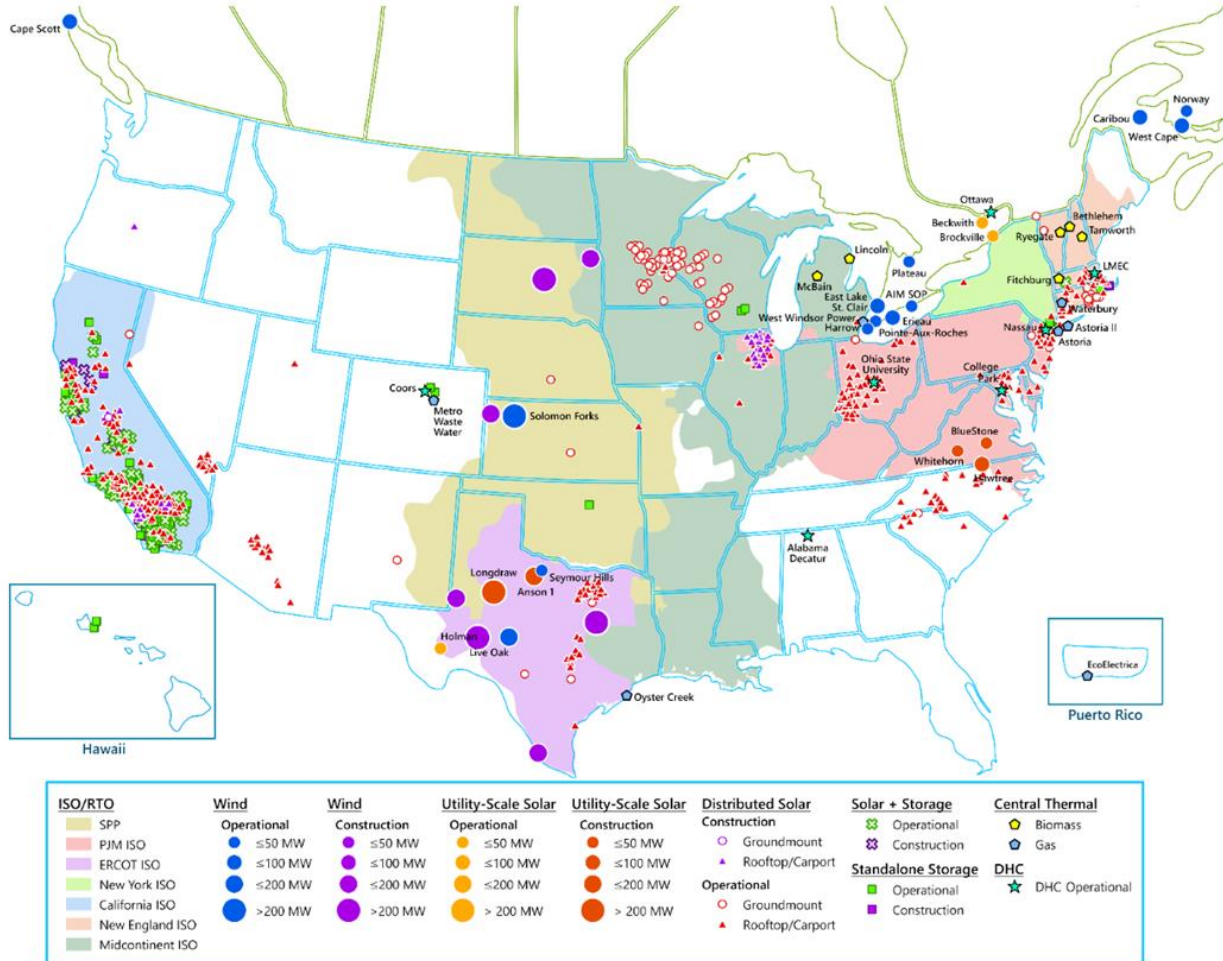 Cape Scott
Norway
Caribou
West Cape
Ottawa
Beckwith
Brockville
Bethlehem
Ryegate
Tamworth
Lincoln
Plateau
LMEC
McBain
Fitchburg
East Lake
St. Clair
AIM SOP
Waterbury
West Windsor Power
Harrow
Erieau
Pointe-Aux-Roches
Nassau
Astoria II
Astoria
Ohio State
University
College
Park
Coors
Metro
Waste
Water
Solomon Forks
BlueStone
Whitehorn
Lawtree
Alabama
Decatur
Longdraw
Seymour Hills
Anson 1
Holman
Live Oak
Oyster Creek
EcoElectrica
Puerto Rico
Hawaii
ISO/RTO
SPP
PJM ISO
ERCOT ISO
New York ISO
California ISO
New England ISO
Midcontinent ISO
Wind
Operational
≤50 MW
≤100 MW
≤200 MW
>200 MW
Wind
Construction
≤50 MW
≤100 MW
≤200 MW
>200 MW
Utility-Scale Solar
Operational
≤50 MW
≤100 MW
≤200 MW
> 200 MW
Utility-Scale Solar
Construction
≤50 MW
≤100 MW
≤200 MW
> 200 MW
Distributed Solar
Construction
Groundmount
Rooftop/Carport
Operational
Groundmount
Rooftop/Carport
Solar + Storage
Operational
Construction
Standalone Storage
Operational
Construction
Central Thermal
Biomass
Gas
DHC
DHC Operational